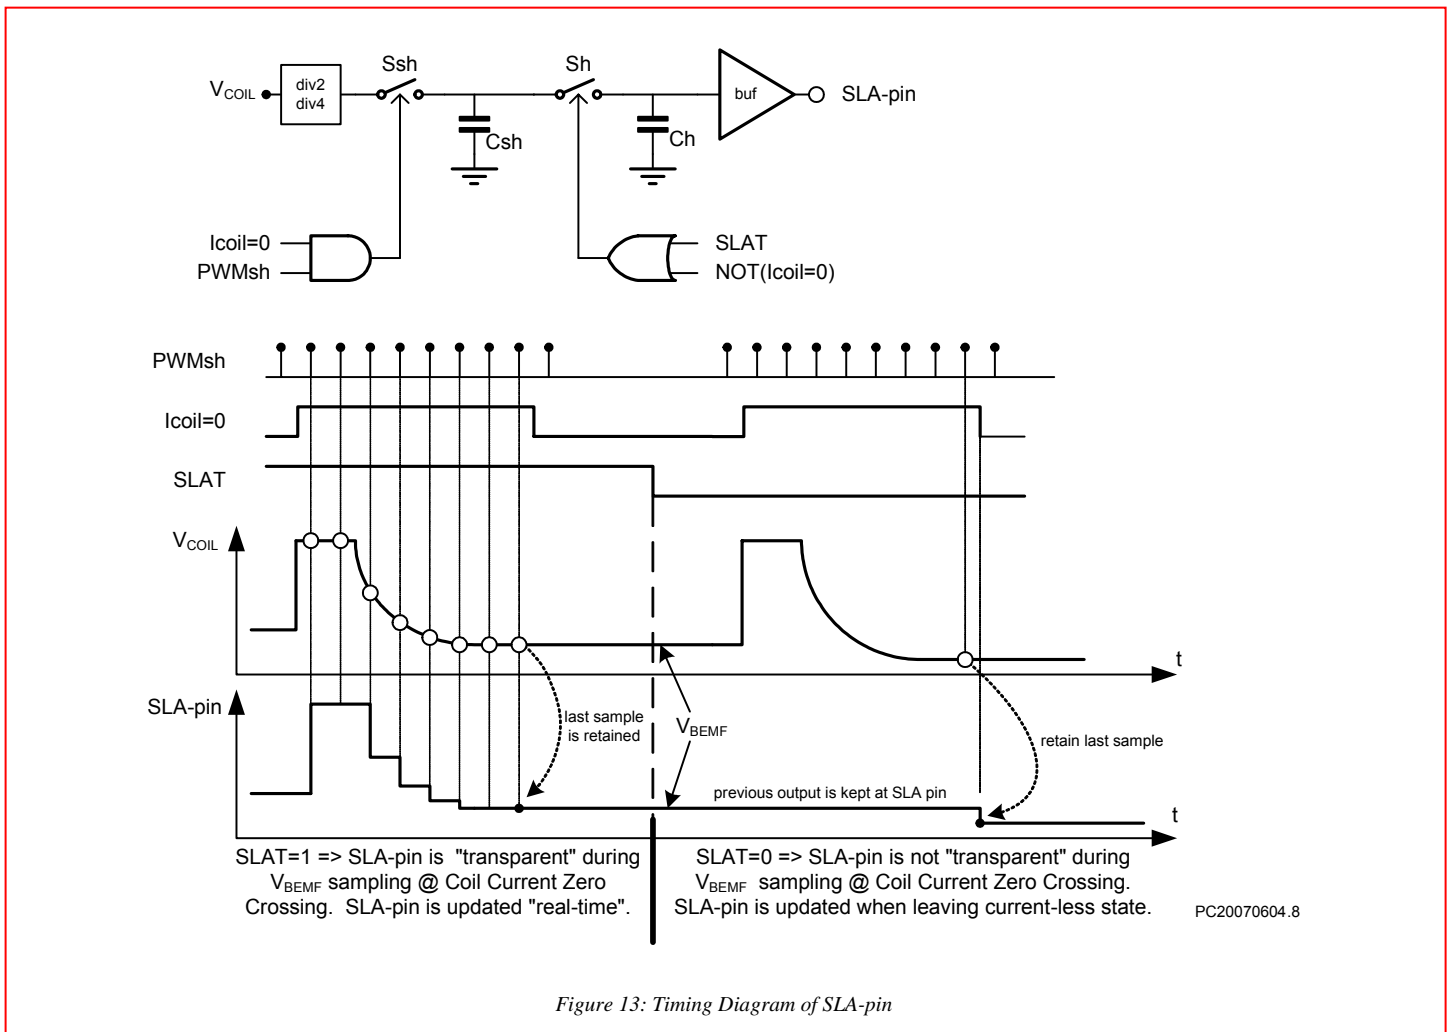 Ssh
Sh
VCOIL
div2
div4
buf
SLA-pin
Csh
Ch
Icoil=0
PWMsh
SLAT
NOT(Icoil=0)
PWMsh
Icoil=0
SLAT
VCOIL
t
SLA-pin
last sample
is retained
VBEMF
retain last sample
previous output is kept at SLA pin
t
SLAT=1 => SLA-pin is "transparent" during
VBEMF sampling @ Coil Current Zero
Crossing. SLA-pin is updated "real-time".
SLAT=0 => SLA-pin is not "transparent" during
VBEMF sampling @ Coil Current Zero Crossing.
SLA-pin is updated when leaving current-less state.
PC20070604.8
Figure 13: Timing Diagram of SLA-pin